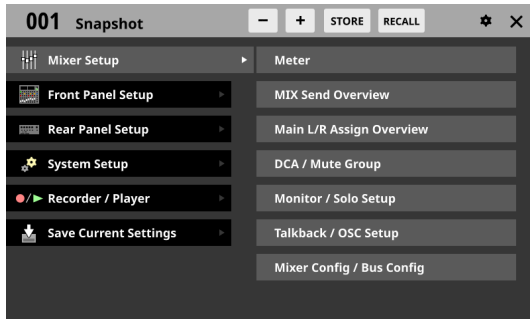 001 Snapshot
− + STORE RECALL
Mixer Setup
Front Panel Setup
Rear Panel Setup
System Setup
Recorder / Player
Save Current Settings
Meter
MIX Send Overview
Main L/R Assign Overview
DCA / Mute Group
Monitor / Solo Setup
Talkback / OSC Setup
Mixer Config / Bus Config